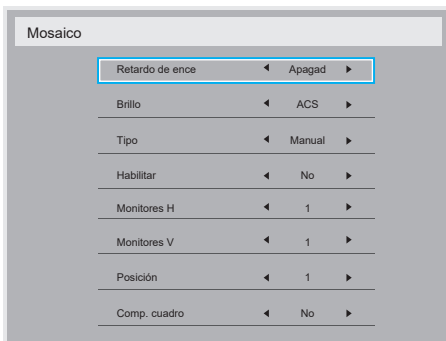 Mosaico
Retardo de ence Apagad
Brillo ACS
Tipo Manual
Habilitar No
Monitores H 1
Monitores V 1
Posición 1
Comp. cuadro No